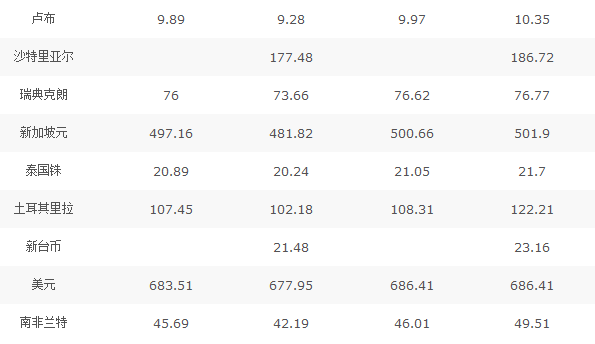 卢布 9.89 9.28 9.97 10.35
沙特里亚尔 177.48 186.72
瑞典克朗 76 73.66 76.62 76.77
新加坡元 497.16 481.82 500.66 501.9
泰国铢 20.89 20.24 21.05 21.7
土耳其里拉 107.45 102.18 108.31 122.21
新台币 21.48 23.16
美元 683.51 677.95 686.41 686.41
南非兰特 45.69 42.19 46.01 49.51